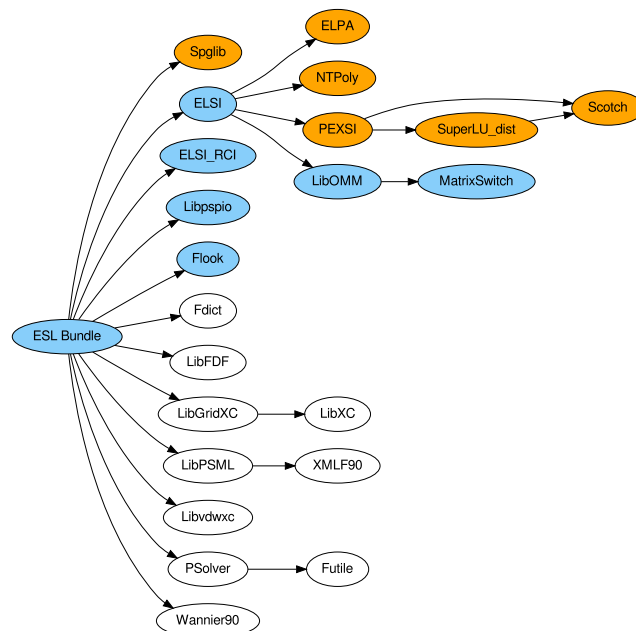 ELPA
Spglib
NTPoly
ELSI
Scotch
PEXSI
SuperLU_dist
ELSI_RCI
LibOMM
MatrixSwitch
Libpspio
Flook
Fdict
ESL Bundle
LibFDF
LibGridXC
LibXC
LibPSML
XMLF90
Libvdwxc
PSolver
Futile
Wannier90